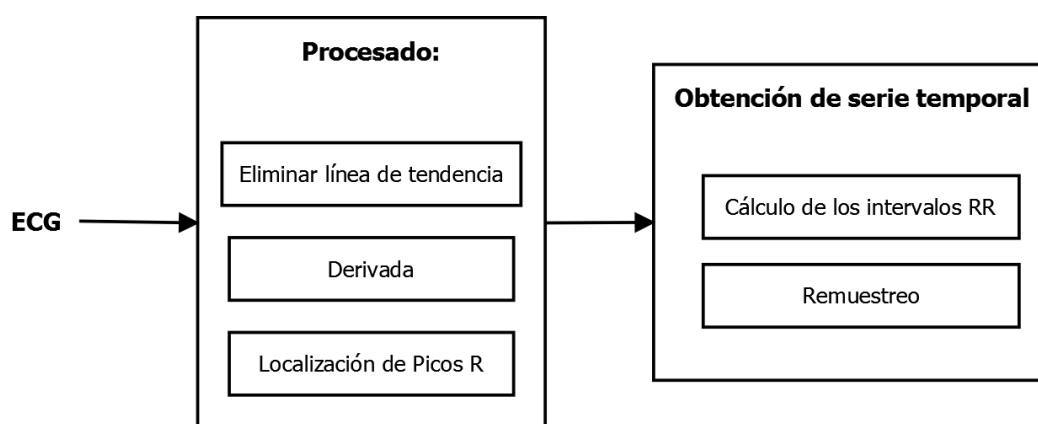 ECG
Procesado:
Eliminar línea de tendencia
Derivada
Localización de Picos R
Obtención de serie temporal
Cálculo de los intervalos RR
Remuestreo